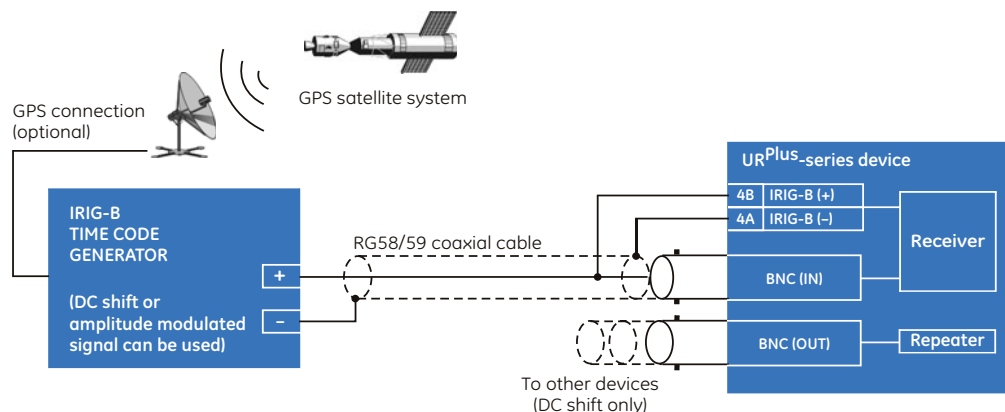 GPS satellite system
GPS connection
(optional)
IRIG-B
TIME CODE
GENERATOR
(DC shift or
amplitude modulated
signal can be used)
+
−
RG58/59 coaxial cable
URPlus-series device
4B IRIG-B (+)
4A IRIG-B (−)
Receiver
BNC (IN)
BNC (OUT)
Repeater
To other devices
(DC shift only)